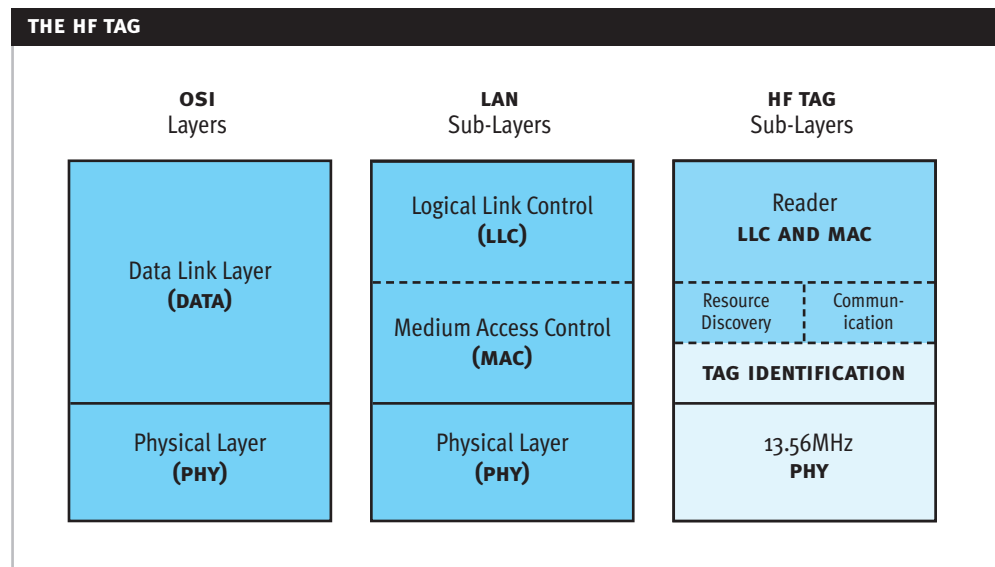 THE HF TAG
OSI
Layers
LAN
Sub-Layers
HF TAG
Sub-Layers
Data Link Layer
(DATA)
Physical Layer
(PHY)
Logical Link Control
(LLC)
Medium Access Control
(MAC)
Physical Layer
(PHY)
Reader
LLC AND MAC
Resource
Discovery
Commun-
ication
TAG IDENTIFICATION
13.56MHz
PHY